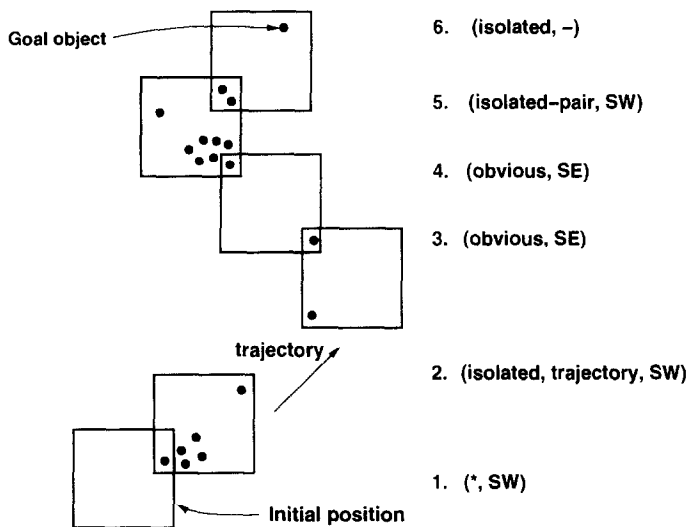 Goal object
6. (isolated, –)
5. (isolated–pair, SW)
4. (obvious, SE)
3. (obvious, SE)
trajectory
2. (isolated, trajectory, SW)
1. (*, SW)
Initial position